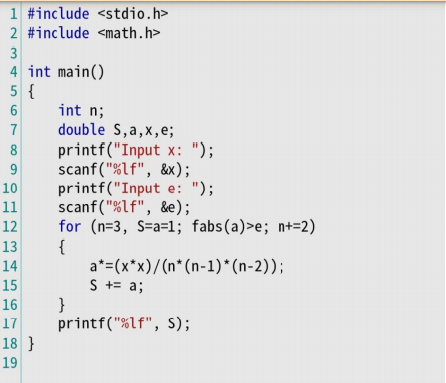 1 #include <stdio.h>
2 #include <math.h>
3
4 int main()
5 {
6     int n;
7     double S,a,x,e;
8     printf("Input x: ");
9     scanf("%lf", &x);
10     printf("Input e: ");
11     scanf("%lf", &e);
12     for (n=3, S=a=1; fabs(a)>e; n+=2)
13     {
14         a*=(x*x)/(n*(n-1)*(n-2));
15         S += a;
16     }
17     printf("%lf", S);
18 }
19